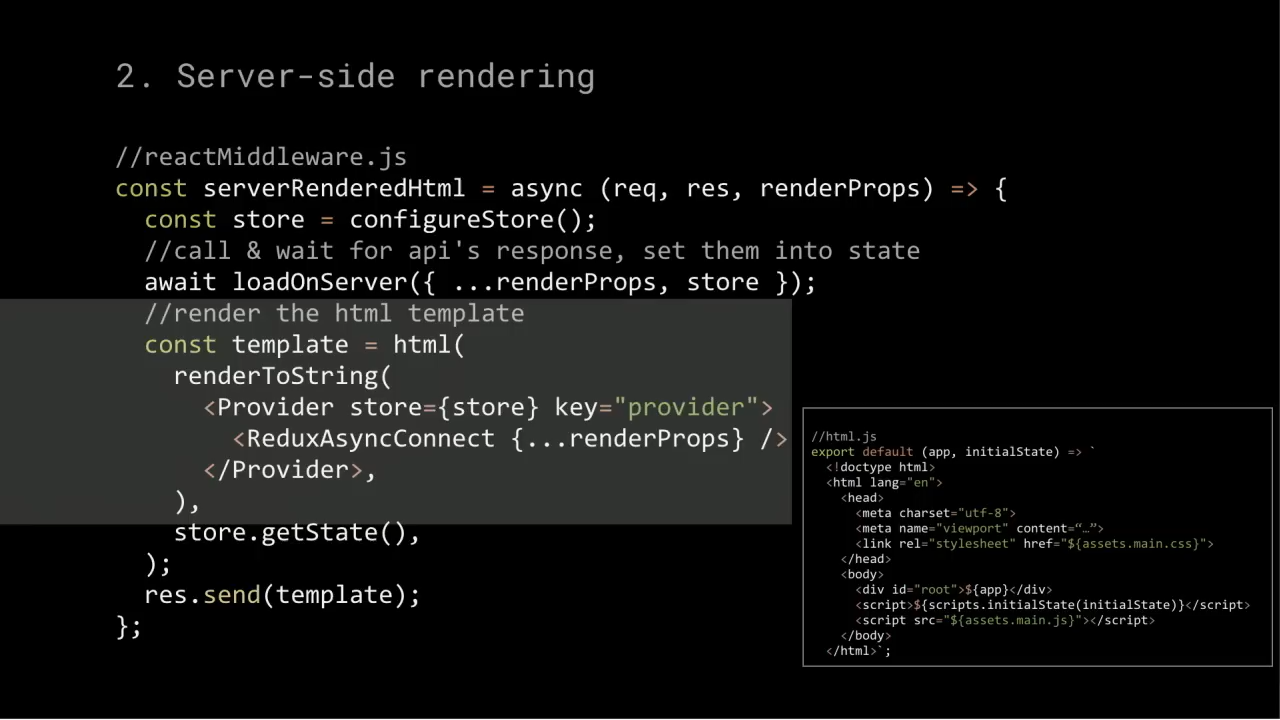 2. Server-side rendering
//reactMiddleware.js
const serverRenderedHtml = async (req, res, renderProps) => {
  const store = configureStore();
  //call & wait for api's response, set them into state
  await loadOnServer({ ...renderProps, store });
  //render the html template
  const template = html(
    renderToString(
      <Provider store={store} key="provider">
        <ReduxAsyncConnect {...renderProps} />
      </Provider>,
    ),
    store.getState(),
  );
  res.send(template);
};
//html.js
export default (app, initialState) => `
  <!doctype html>
  <html lang="en">
    <head>
      <meta charset="utf-8">
      <meta name="viewport" content=“…”>
      <link rel="stylesheet" href="${assets.main.css}">
    </head>
    <body>
      <div id="root">${app}</div>
      <script>${scripts.initialState(initialState)}</script>
      <script src="${assets.main.js}"></script>
    </body>
  </html>`;